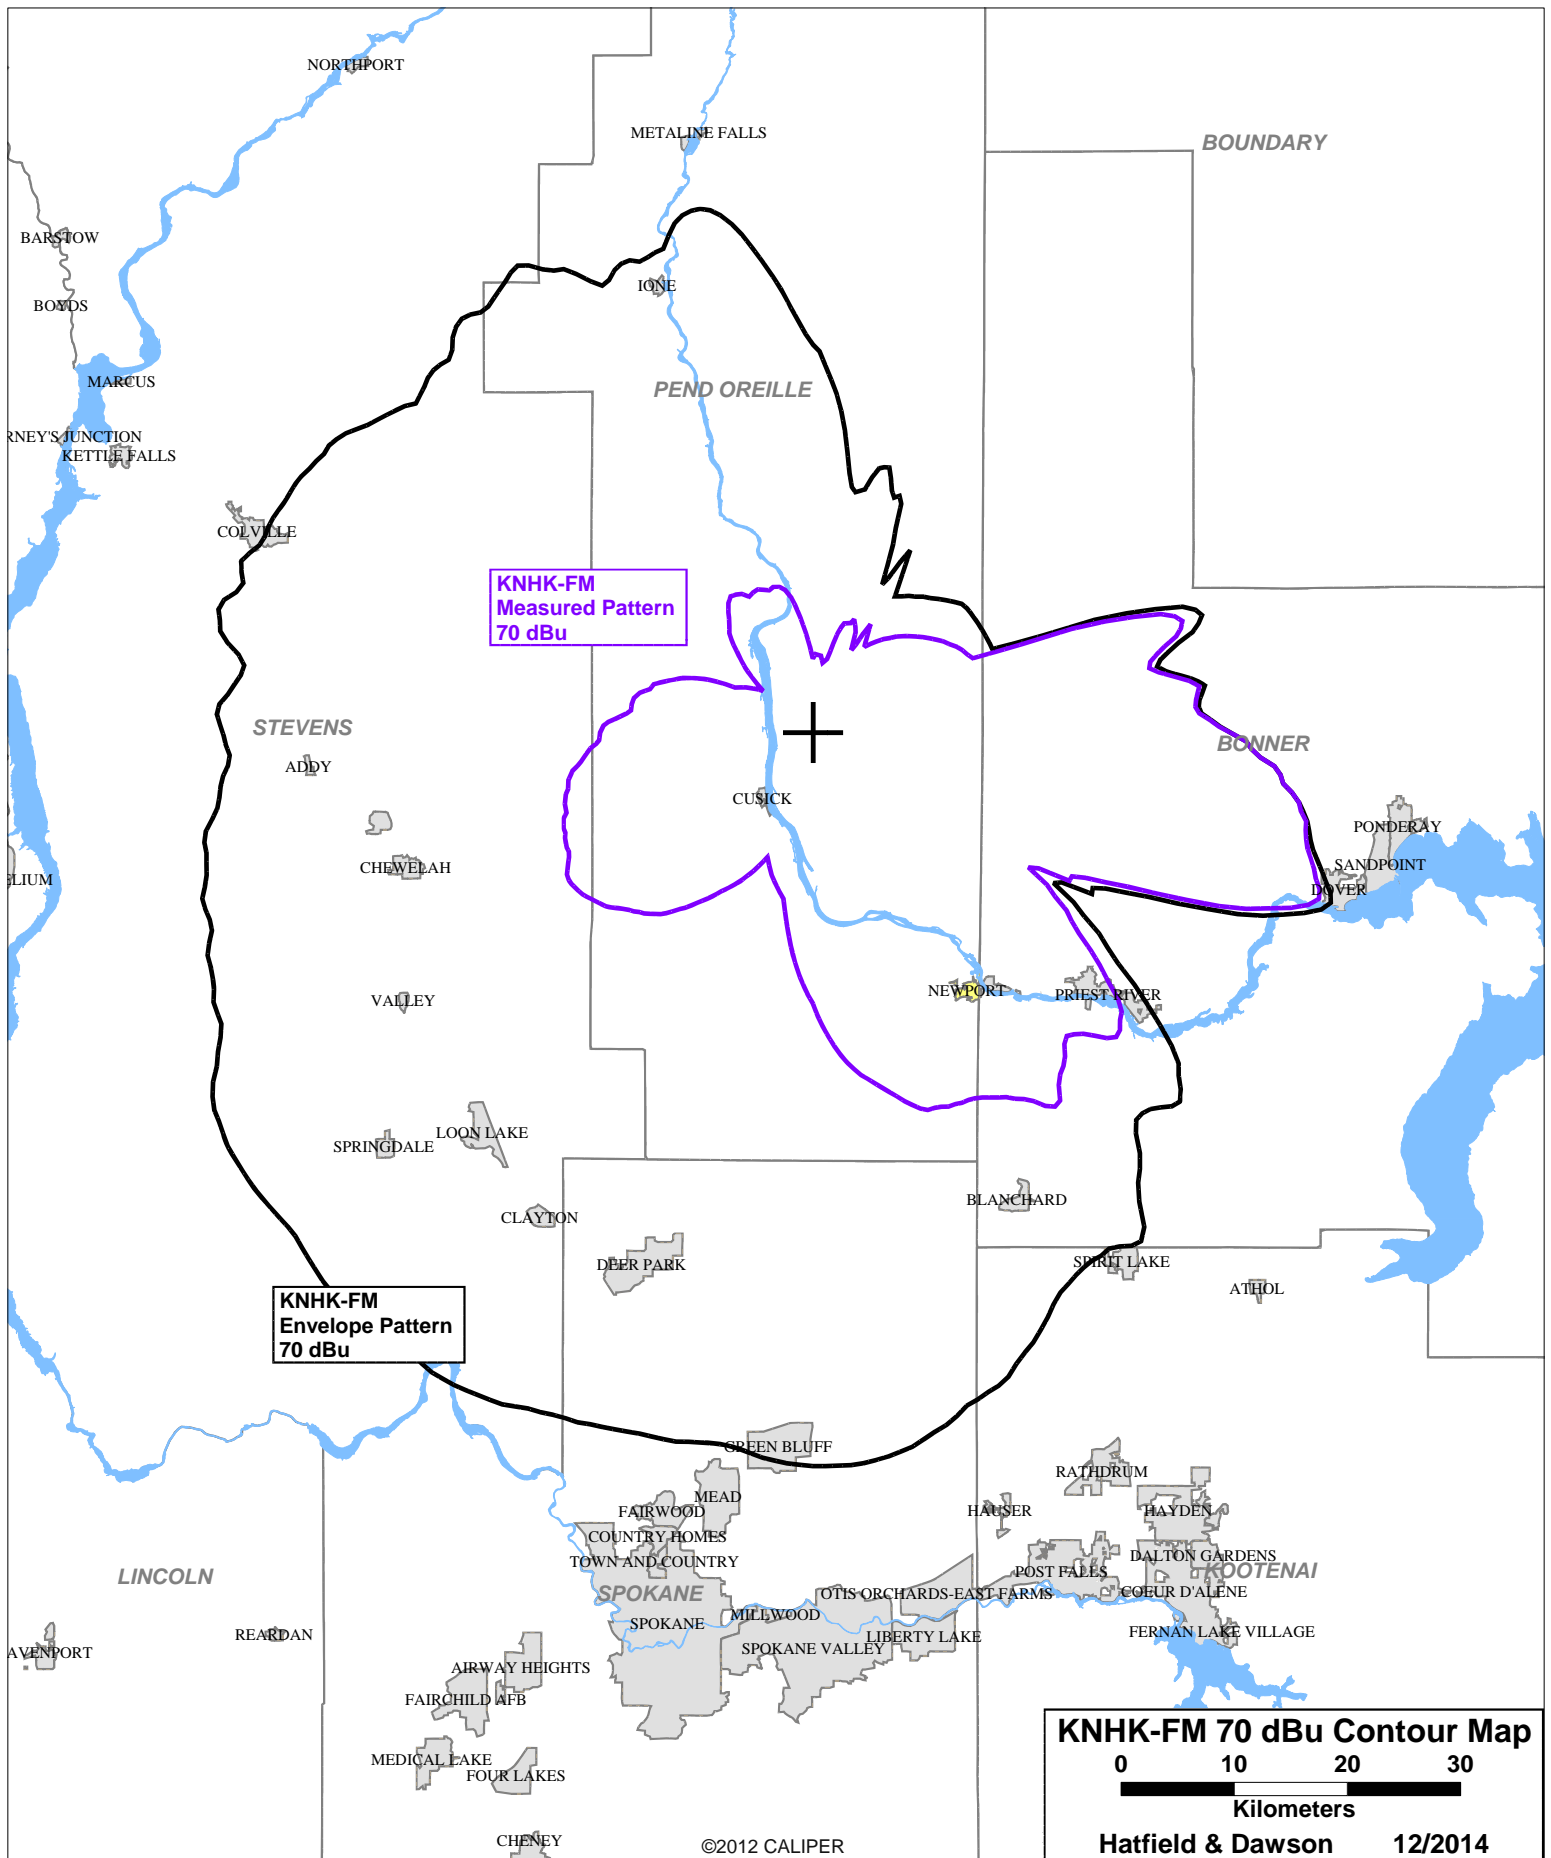 NORTHPORT
METALINE FALLS
BOUNDARY
BARSTOW
IONE
BOYDS
MARCUS
PEND OREILLE
RNEY'S JUNCTION
KETTLE FALLS
COLVILLE
KNHK-FM
Measured Pattern
70 dBu
STEVENS
BONNER
ADDY
CUSICK
PONDERAY
CHEWELAH
SANDPOINT
ELIUM
DOVER
NEWPORT
PRIEST RIVER
VALLEY
SPRINGDALE
LOON LAKE
BLANCHARD
CLAYTON
DEER PARK
SPIRIT LAKE
ATHOL
KNHK-FM
Envelope Pattern
70 dBu
GREEN BLUFF
RATHDRUM
MEAD
FAIRWOOD
HAUSER
HAYDEN
COUNTRY HOMES
TOWN AND COUNTRY
DALTON GARDENS
POST FALLS
KOOTENAI
LINCOLN
SPOKANE
OTIS ORCHARDS-EAST FARMS
COEUR D'ALENE
MILLWOOD
SPOKANE
REARDAN
LIBERTY LAKE
FERNAN LAKE VILLAGE
AVENPORT
SPOKANE VALLEY
AIRWAY HEIGHTS
FAIRCHILD AFB
MEDICAL LAKE
FOUR LAKES
CHENEY
©2012 CALIPER
KNHK-FM 70 dBu Contour Map
0 10 20 30
Kilometers
Hatfield & Dawson 12/2014